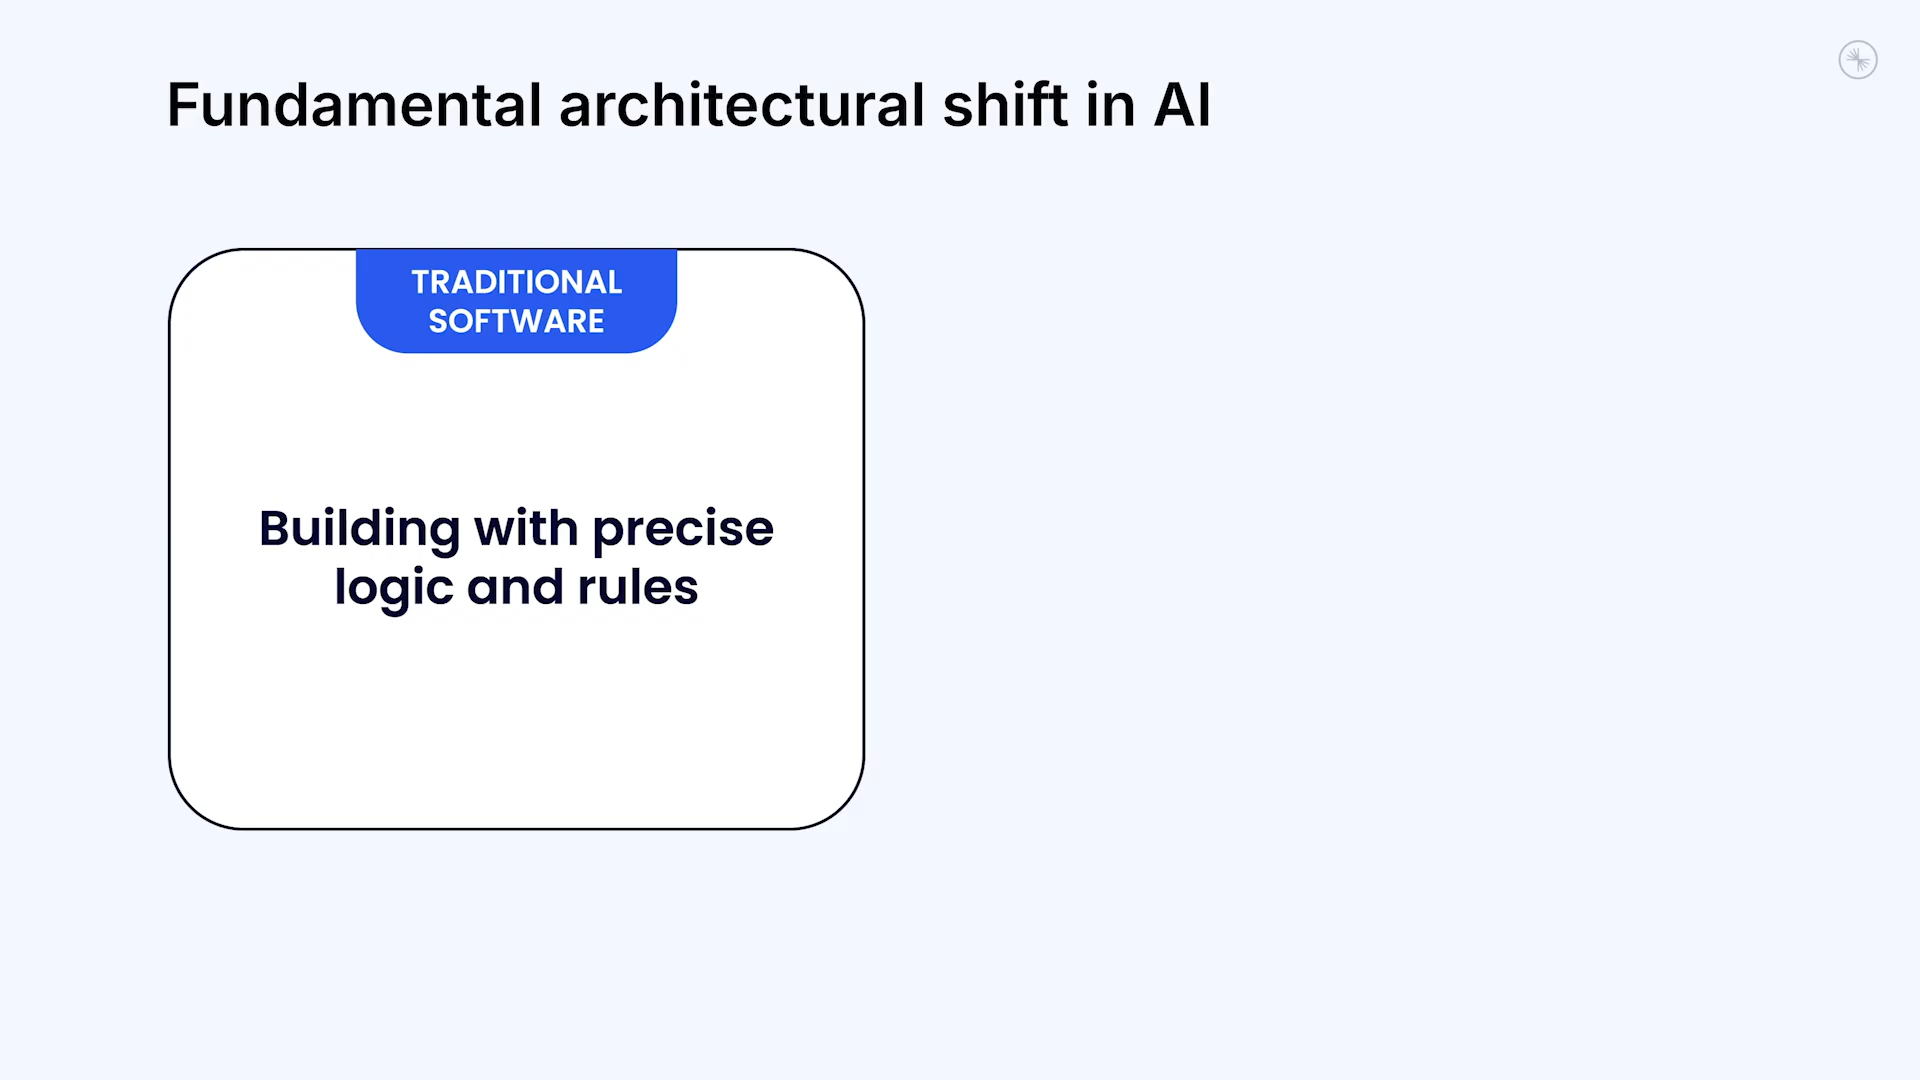 Fundamental architectural shift in AI
TRADITIONAL
SOFTWARE
Building with precise
logic and rules